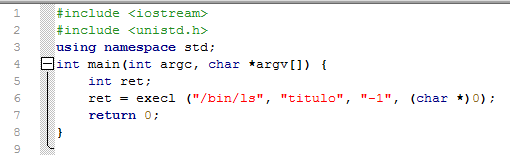 1 #include <iostream>
2 #include <unistd.h>
3 using namespace std;
4 int main(int argc, char *argv[]) {
5 int ret;
6 ret = execl ("/bin/ls", "titulo", "-1", (char *)0);
7 return 0;
8 }
9